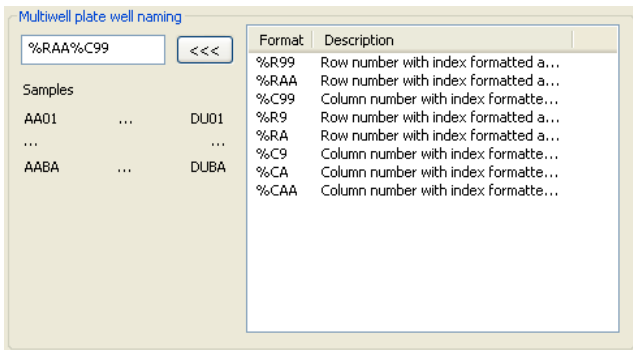 Multiwell plate well naming
%RAA%C99
<<<
Samples
AA01 ... DU01
... ...
AABA ... DUBA
Format Description
%R99 Row number with index formatted a...
%RAA Row number with index formatted a...
%C99 Column number with index formatte...
%R9 Row number with index formatted a...
%RA Row number with index formatted a...
%C9 Column number with index formatte...
%CA Column number with index formatte...
%CAA Column number with index formatte...